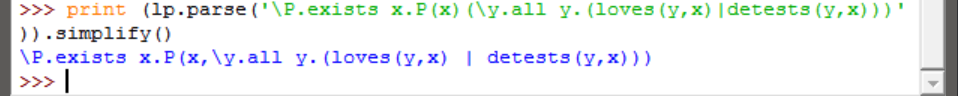 >>> print (lp.parse('\P.exists x.P(x)(\y.all y.(loves(y,x)|detests(y,x)))'
)).simplify()
\P.exists x.P(x,\y.all y.(loves(y,x) | detests(y,x)))
>>>